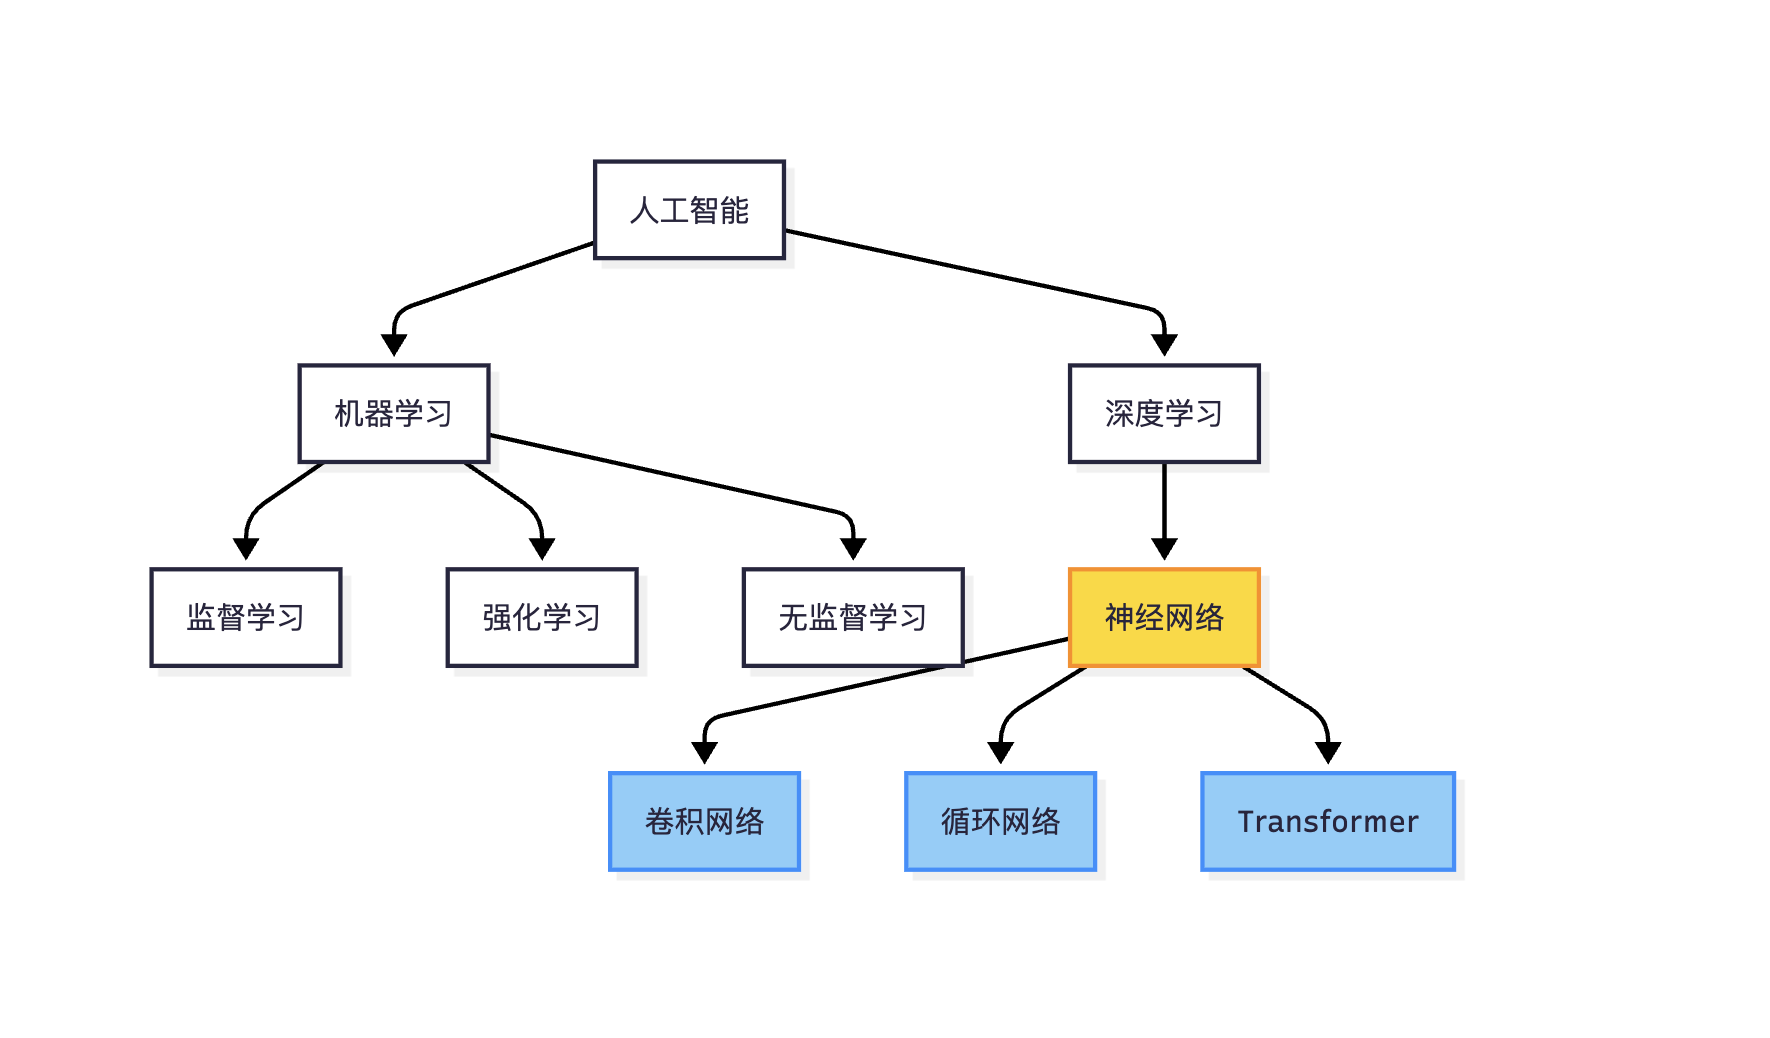 人工智能
机器学习
深度学习
监督学习
强化学习
无监督学习
神经网络
卷积网络
循环网络
Transformer